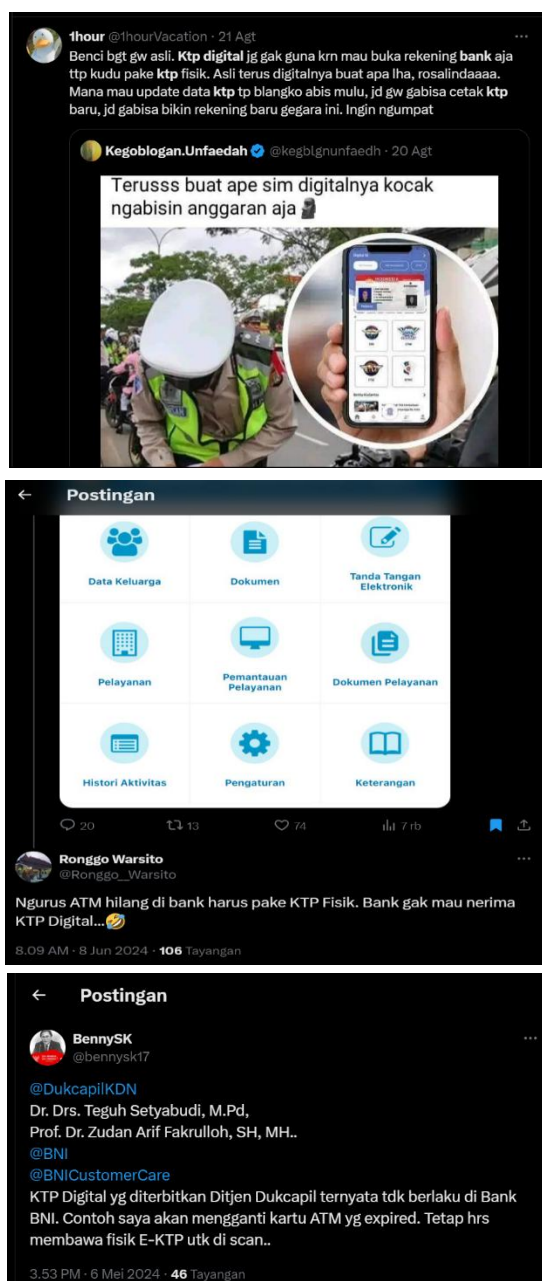 1hour @1hourVacation · 21 Agt
Benci bgt gw asli. Ktp digital jg gak guna krn mau buka rekening bank aja
ttp kudu pake ktp fisik. Asli terus digitalnya buat apa lha, rosalindaaaa.
Mana mau update data ktp tp blangko abis mulu, jd gw gabisa cetak ktp
baru, jd gabisa bikin rekening baru gegara ini. Ingin ngumpat
Kegoblogan.Unfaedah @kegblgnunfaedh · 20 Agt
Terusss buat ape sim digitalnya kocak
ngabisin anggaran aja
Postingan
Data Keluarga
Dokumen
Tanda Tangan
Elektronik
Pelayanan
Pemantauan
Pelayanan
Dokumen Pelayanan
Histori Aktivitas
Pengaturan
Keterangan
20 13 74 7 rb
Ronggo Warsito
@Ronggo_Warsito
Ngurus ATM hilang di bank harus pake KTP Fisik. Bank gak mau nerima
KTP Digital...🤣
8.09 AM · 8 Jun 2024 · 106 Tayangan
Postingan
BennySK
@bennysk17
@DukcapilKDN
Dr. Drs. Teguh Setyabudi, M.Pd,
Prof. Dr. Zudan Arif Fakrulloh, SH, MH..
@BNI
@BNICustomerCare
KTP Digital yg diterbitkan Ditjen Dukcapil ternyata tdk berlaku di Bank
BNI. Contoh saya akan mengganti kartu ATM yg expired. Tetap hrs
membawa fisik E-KTP utk di scan..
3.53 PM · 6 Mei 2024 · 46 Tayangan